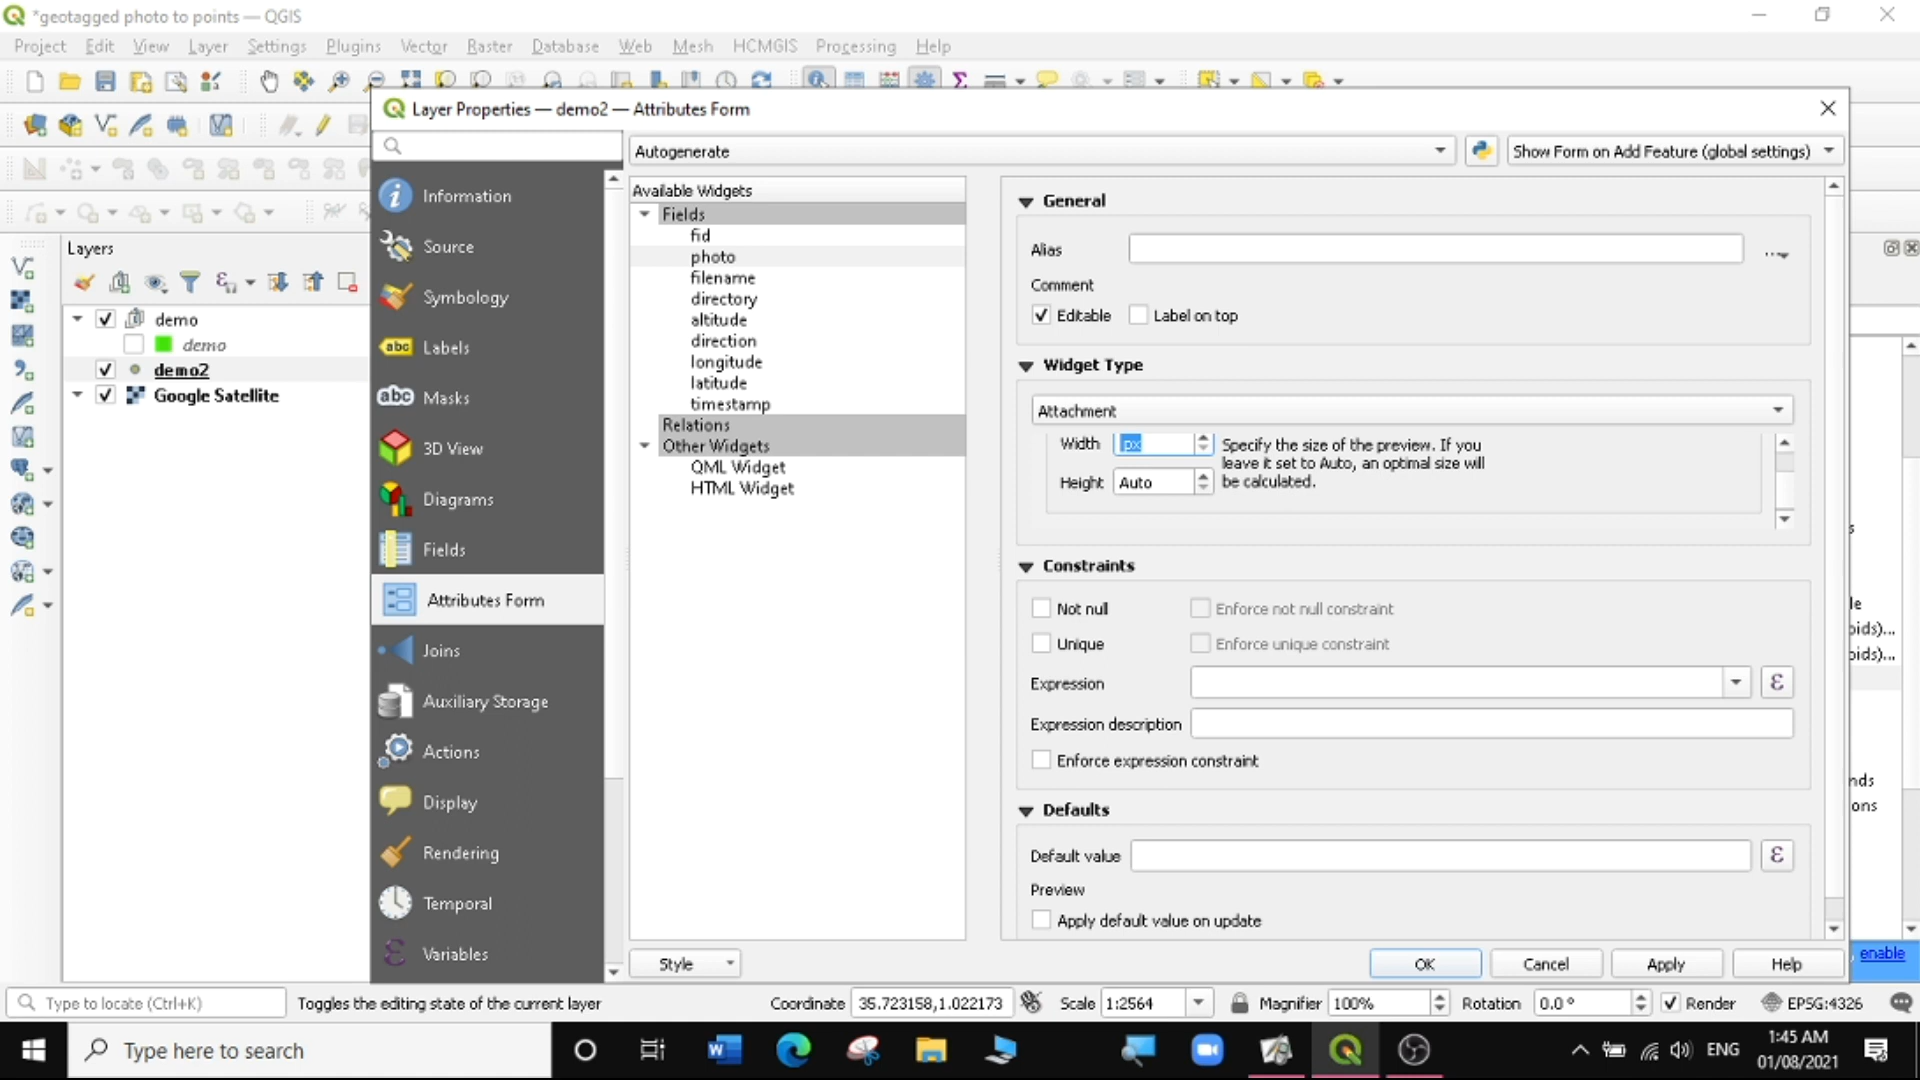 *geotagged photo to points — QGIS
Project Edit View Layer Settings Plugins Vector Raster Database Web Mesh HCMGIS Processing Help
Layer Properties — demo2 — Attributes Form
Autogenerate
Show Form on Add Feature (global settings)
Information
Source
Symbology
abc Labels
abc Masks
3D View
Diagrams
Fields
Attributes Form
Joins
Auxiliary Storage
Actions
Display
Rendering
Temporal
Variables
Layers
demo
demo
demo2
Google Satellite
Available Widgets
Fields
fid
photo
filename
directory
altitude
direction
longitude
latitude
timestamp
Relations
Other Widgets
QML Widget
HTML Widget
Style
General
Alias
Comment
Editable Label on top
Widget Type
Attachment
Width px
Specify the size of the preview. If you
leave it set to Auto, an optimal size will
be calculated.
Height Auto
Constraints
Not null Enforce not null constraint
Unique Enforce unique constraint
Expression
Expression description
Enforce expression constraint
Defaults
Default value
Preview
Apply default value on update
OK Cancel Apply Help
oids)...
oids)...
enable
Type to locate (Ctrl+K) Toggles the editing state of the current layer Coordinate 35.723158,1.022173 Scale 1:2564 Magnifier 100% Rotation 0.0 ° Render EPSG:4326
Type here to search
ENG
1:45 AM
01/08/2021